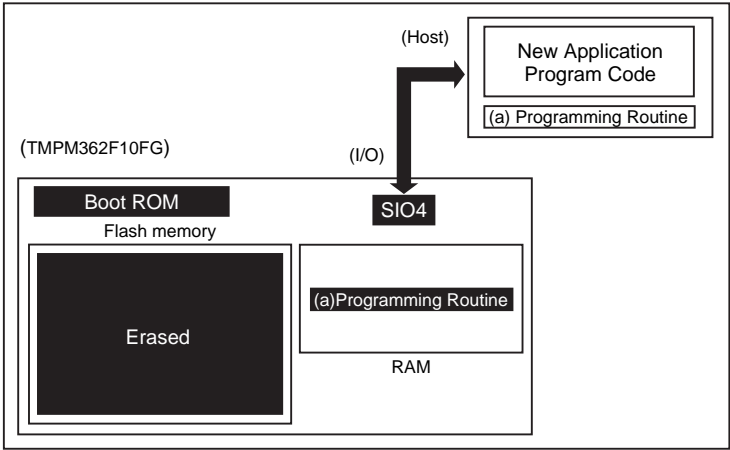 (Host)
New Application
Program Code
(a) Programming Routine
(TMPM362F10FG)
(I/O)
Boot ROM
SIO4
Flash memory
(a)Programming Routine
Erased
RAM